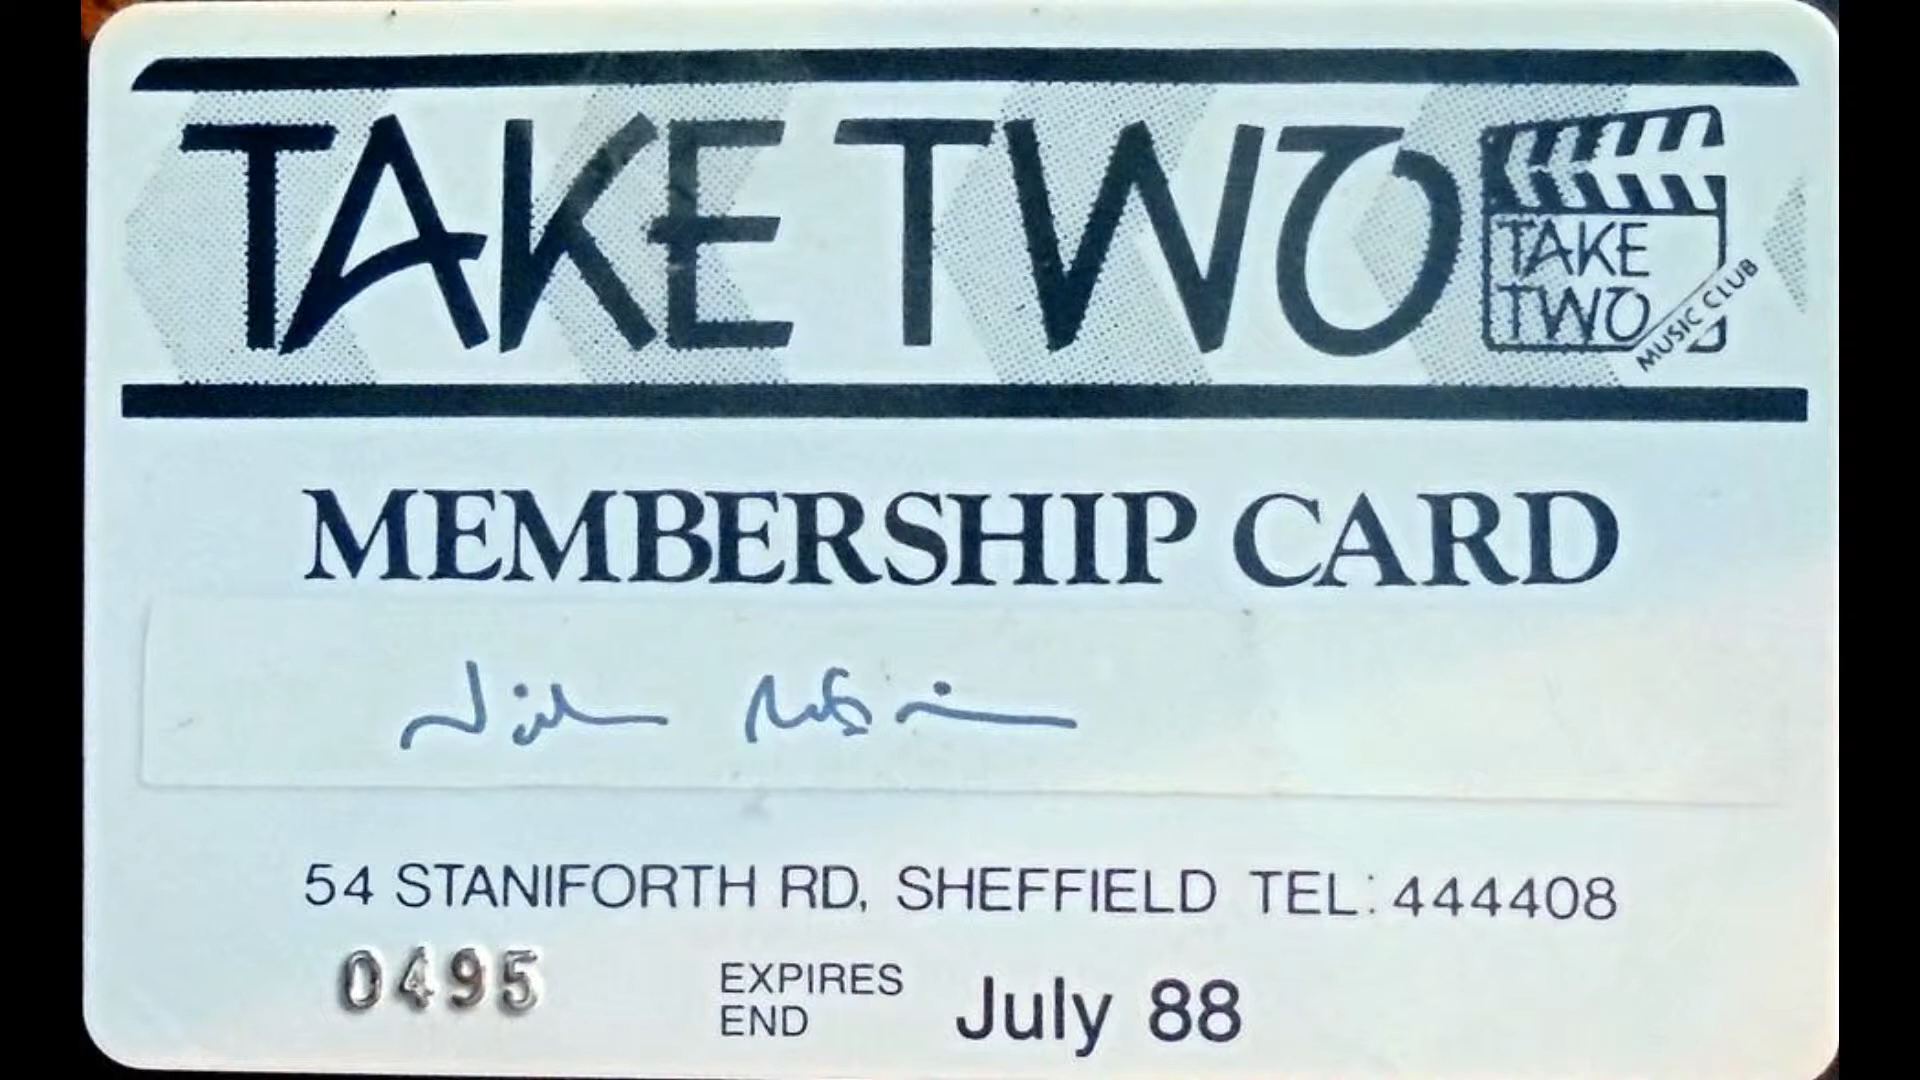 TAKE TWO
TAKE
TWO
MUSIC CLUB
MEMBERSHIP CARD
54 STANIFORTH RD, SHEFFIELD TEL: 444408
0495
EXPIRES
END
July 88